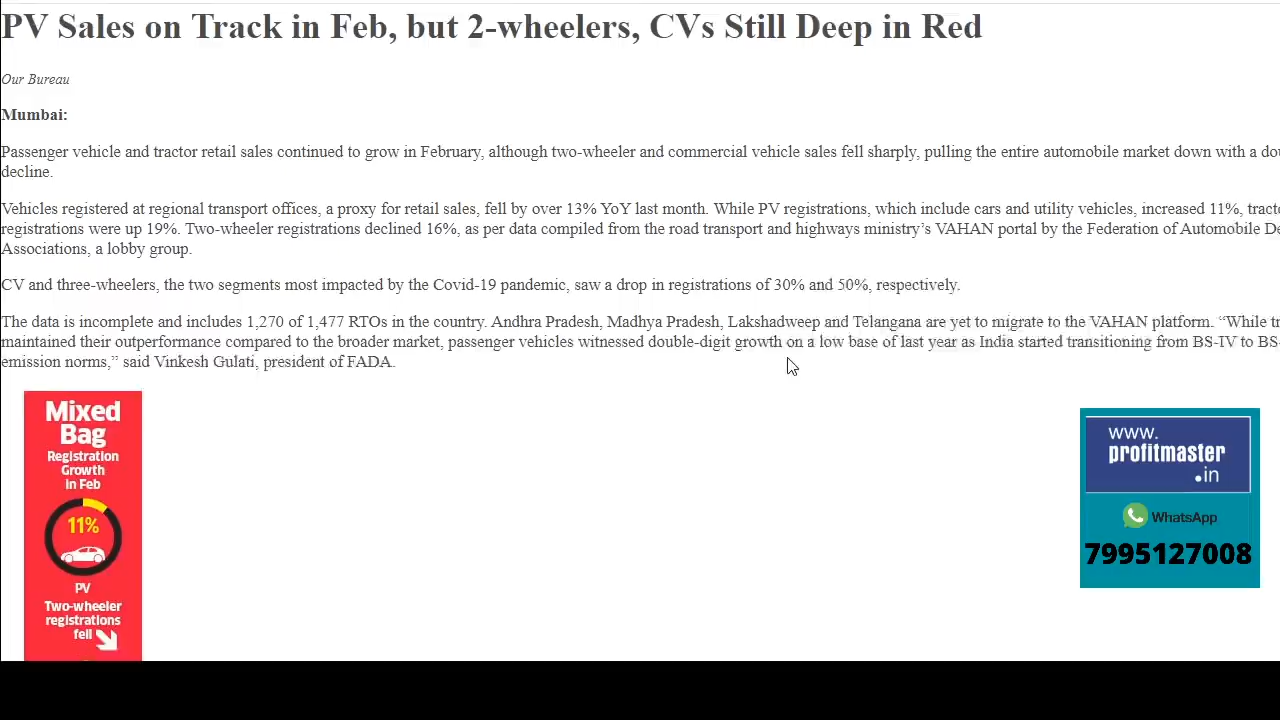 PV Sales on Track in Feb, but 2-wheelers, CVs Still Deep in Red
Our Bureau
Mumbai:
Passenger vehicle and tractor retail sales continued to grow in February, although two-wheeler and commercial vehicle sales fell sharply, pulling the entire automobile market down with a
decline.
Vehicles registered at regional transport offices, a proxy for retail sales, fell by over 13% YoY last month. While PV registrations, which include cars and utility vehicles, increased 11%,
registrations were up 19%. Two-wheeler registrations declined 16%, as per data compiled from the road transport and highways ministry’s VAHAN portal by the Federation of Automobile
Associations, a lobby group.
CV and three-wheelers, the two segments most impacted by the Covid-19 pandemic, saw a drop in registrations of 30% and 50%, respectively.
The data is incomplete and includes 1,270 of 1,477 RTOs in the country. Andhra Pradesh, Madhya Pradesh, Lakshadweep and Telangana are yet to migrate to the VAHAN platform. “While
maintained their outperformance compared to the broader market, passenger vehicles witnessed double-digit growth on a low base of last year as India started transitioning from BS-IV to
emission norms,” said Vinkesh Gulati, president of FADA.
Mixed
Bag
Registration
Growth
in Feb
11%
PV
Two-wheeler
registrations
fell
www.
profitmaster
.in
WhatsApp
7995127008